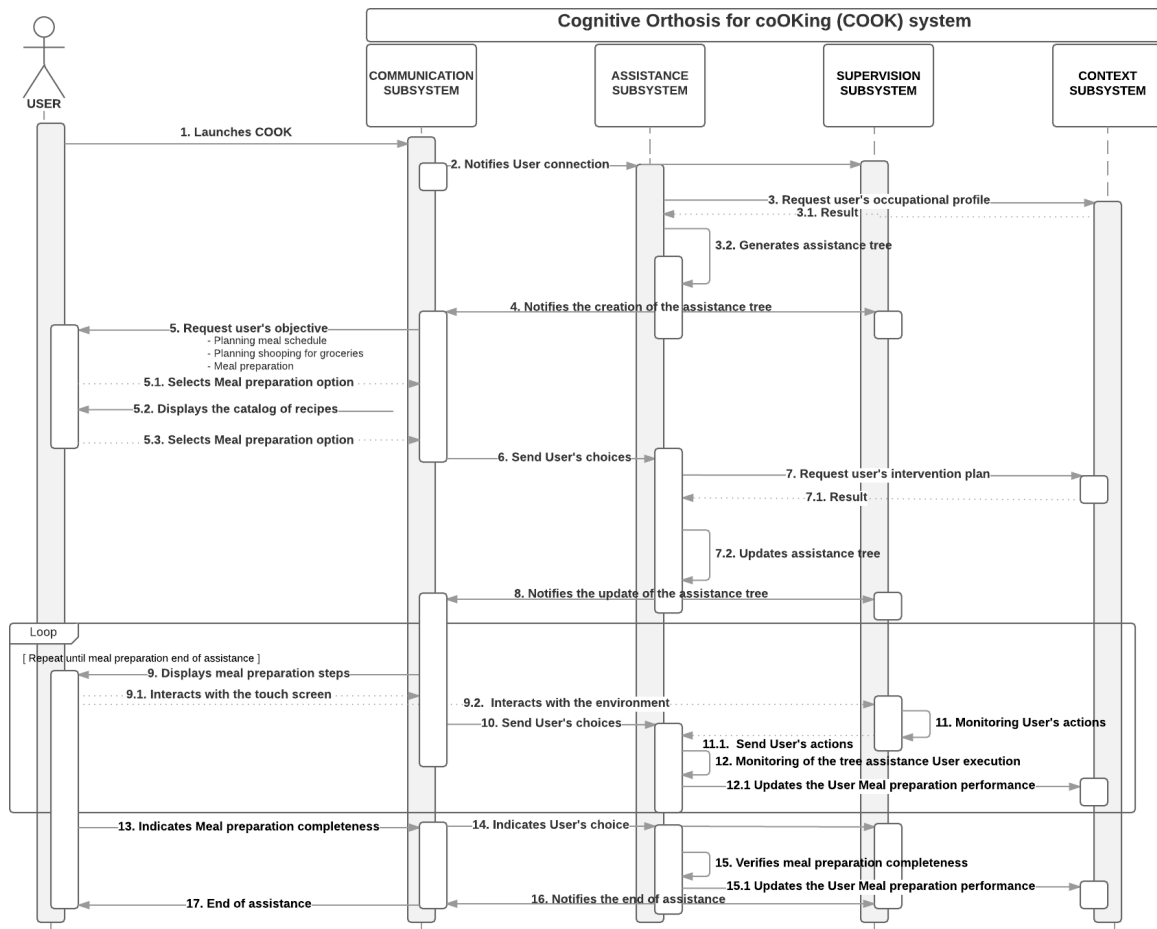 Cognitive Orthosis for coOKing (COOK) system
USER
COMMUNICATION
SUBSYSTEM
ASSISTANCE
SUBSYSTEM
SUPERVISION
SUBSYSTEM
CONTEXT
SUBSYSTEM
1. Launches COOK
2. Notifies User connection
3. Request user's occupational profile
3.1. Result
3.2. Generates assistance tree
4. Notifies the creation of the assistance tree
5. Request user's objective
- Planning meal schedule
- Planning shooping for groceries
- Meal preparation
5.1. Selects Meal preparation option
5.2. Displays the catalog of recipes
5.3. Selects Meal preparation option
6. Send User's choices
7. Request user's intervention plan
7.1. Result
7.2. Updates assistance tree
8. Notifies the update of the assistance tree
Loop
[ Repeat until meal preparation end of assistance ]
9. Displays meal preparation steps
9.1. Interacts with the touch screen
9.2. Interacts with the environment
10. Send User's choices
11. Monitoring User's actions
11.1. Send User's actions
12. Monitoring of the tree assistance User execution
12.1 Updates the User Meal preparation performance
13. Indicates Meal preparation completeness
14. Indicates User's choice
15. Verifies meal preparation completeness
15.1 Updates the User Meal preparation performance
16. Notifies the end of assistance
17. End of assistance